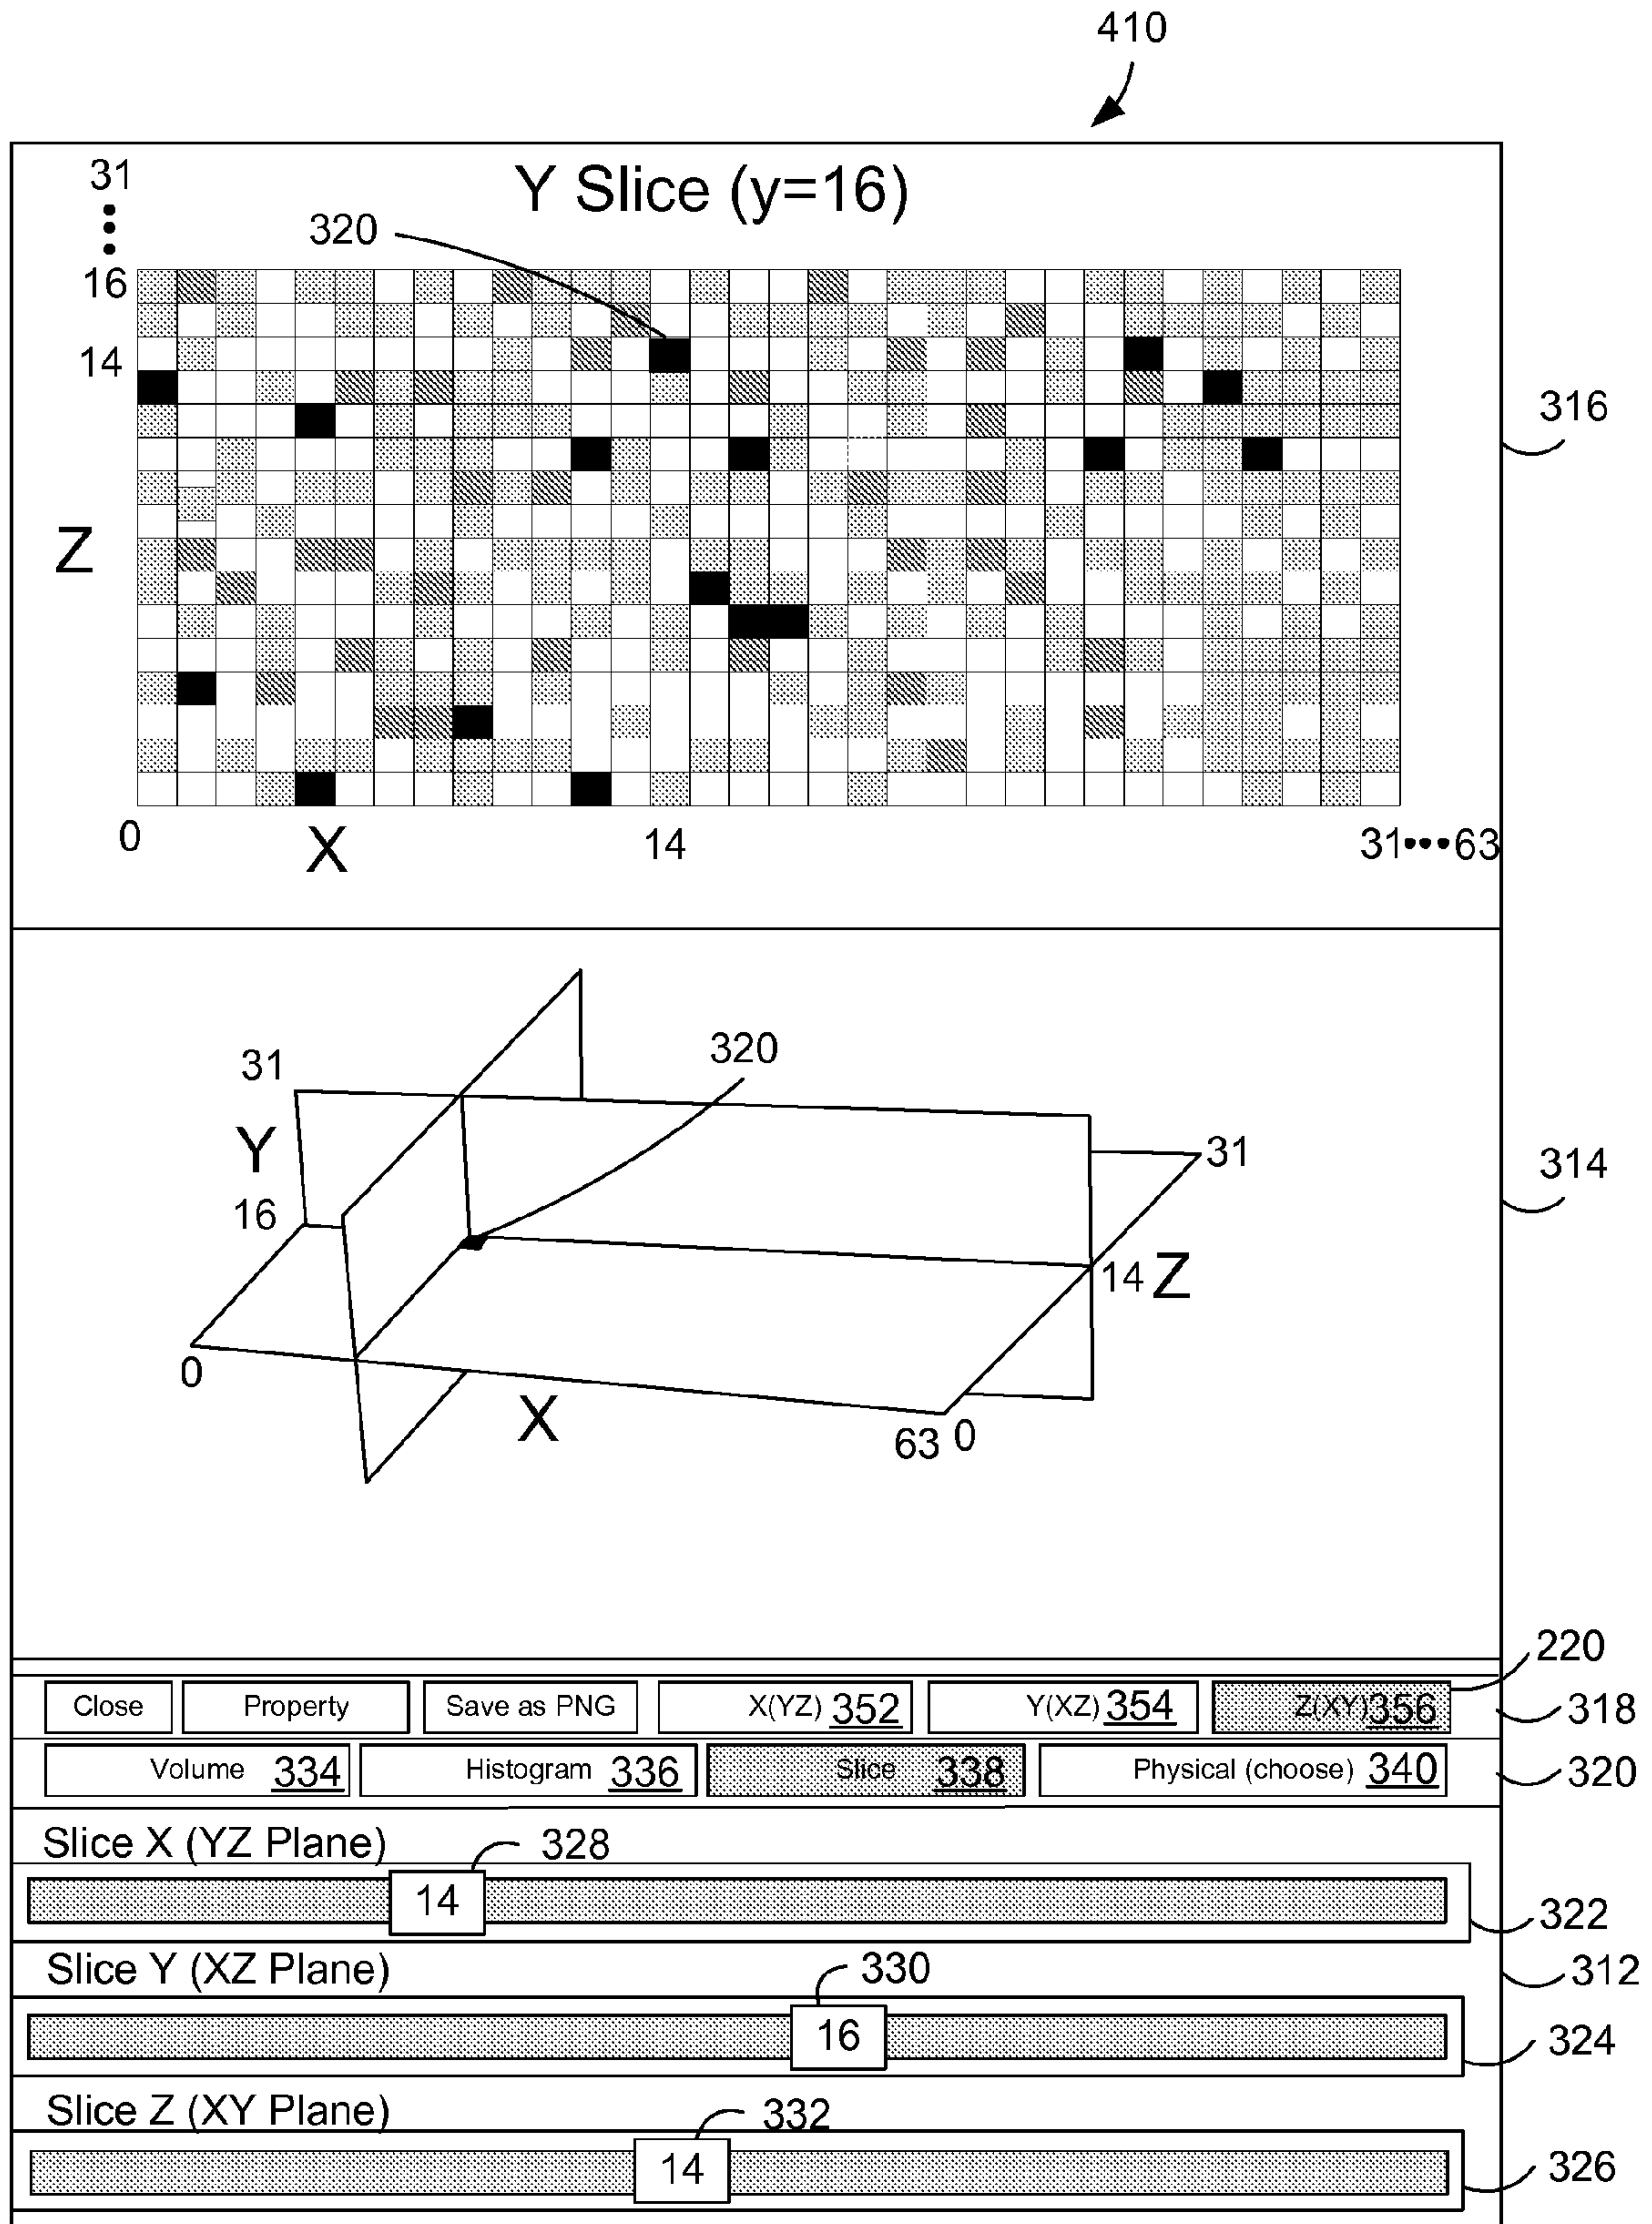 410
31
Y Slice (y=16)
320
16
14
316
Z
0
X
14
31•••63
320
31
Y
31
314
16
14 Z
0
X
63 0
220
Close
Property
Save as PNG
X(YZ) 352
Y(XZ) 354
Z(XY)356
318
Volume 334
Histogram 336
Slice 338
Physical (choose) 340
320
Slice X (YZ Plane)
328
14
322
Slice Y (XZ Plane)
330
312
16
324
Slice Z (XY Plane)
332
14
326